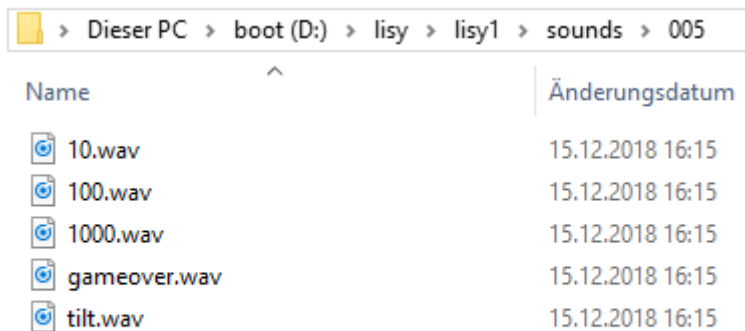 Dieser PC > boot (D:) > lisy > lisy1 > sounds > 005
Name Änderungsdatum
10.wav 15.12.2018 16:15
100.wav 15.12.2018 16:15
1000.wav 15.12.2018 16:15
gameover.wav 15.12.2018 16:15
tilt.wav 15.12.2018 16:15